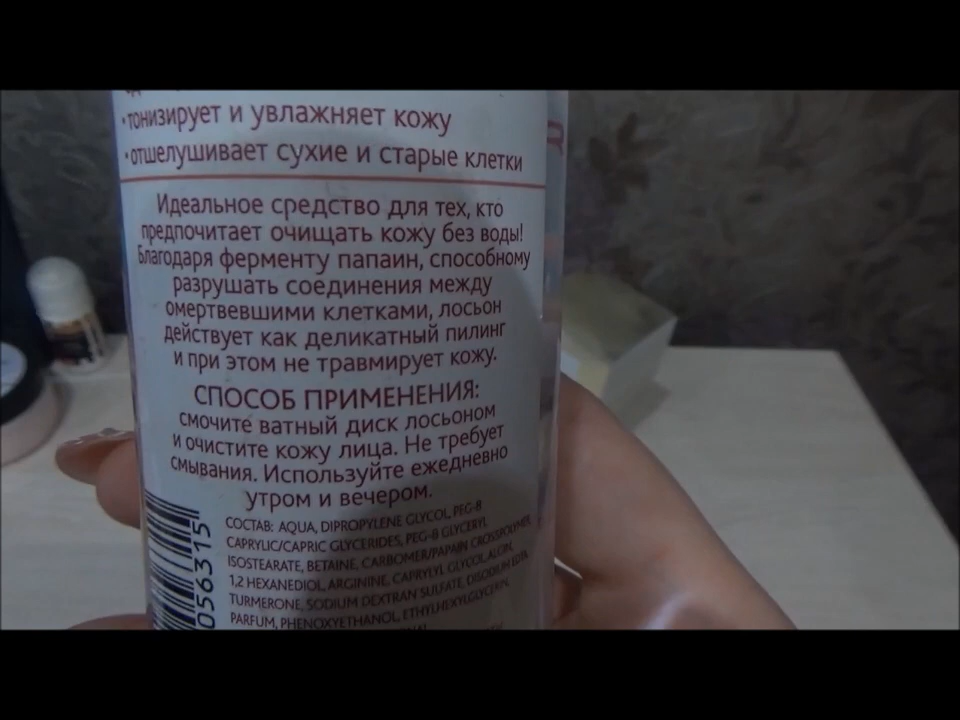 •тонизирует и увлажняет кожу
•отшелушивает сухие и старые клетки
Идеальное средство для тех, кто
предпочитает очищать кожу без воды!
Благодаря ферменту папаин, способному
разрушать соединения между
омертвевшими клетками, лосьон
действует как деликатный пилинг
и при этом не травмирует кожу.
СПОСОБ ПРИМЕНЕНИЯ:
смочите ватный диск лосьоном
и очистите кожу лица. Не требует
смывания. Используйте ежедневно
утром и вечером.
СОСТАВ: AQUA, DIPROPYLENE GLYCOL, PEG-8
CAPRYLIC/CAPRIC GLYCERIDES, PEG-8 GLYCERYL
ISOSTEARATE, BETAINE, CARBOMER/PAPAIN CROSSPOLYMER,
1,2 HEXANEDIOL, ARGININE, CAPRYLYL GLYCOL, ALOIN,
TURMERONE, SODIUM DEXTRAN SULFATE, DISODIUM EDTA,
PARFUM, PHENOXYETHANOL, ETHYLHEXYLGLYCERIN,
056315